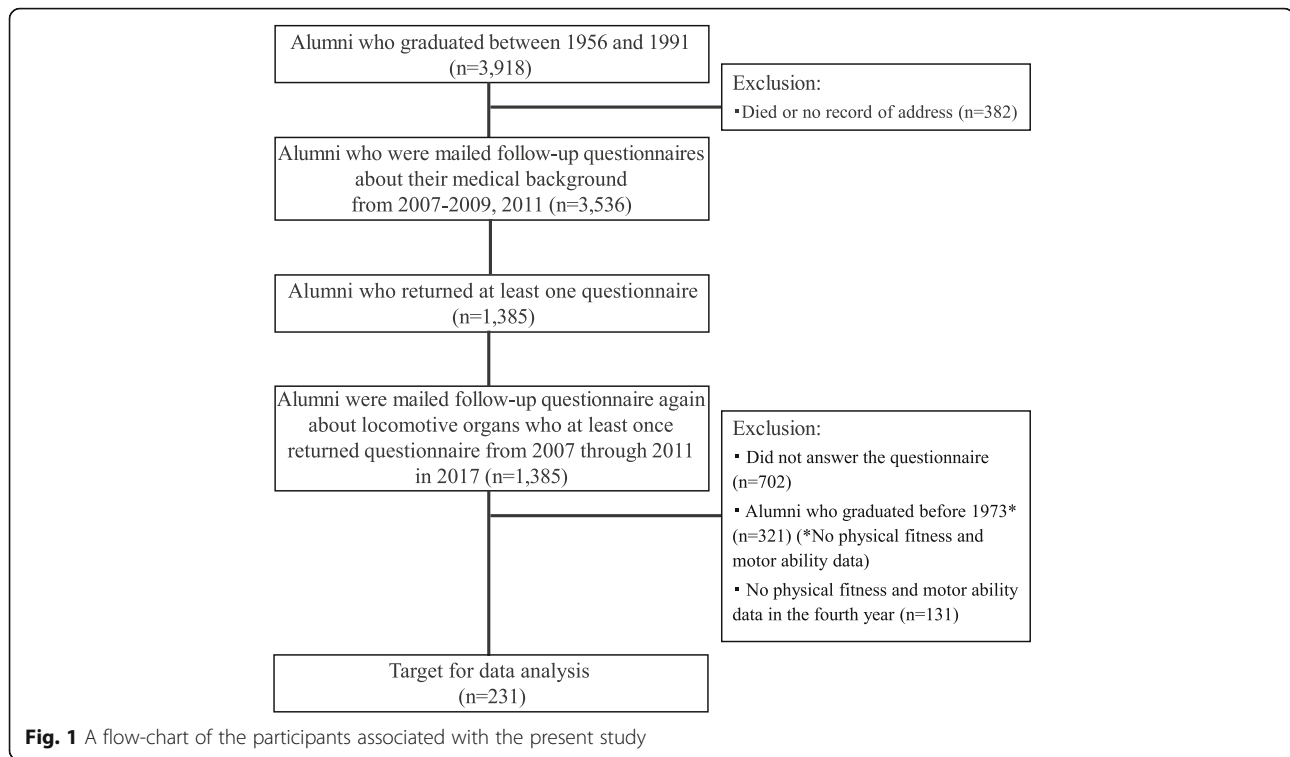 Alumni who graduated between 1956 and 1991
(n=3,918)
Exclusion:
▪Died or no record of address (n=382)
Alumni who were mailed follow-up questionnaires
about their medical background
from 2007-2009, 2011 (n=3,536)
Alumni who returned at least one questionnaire
(n=1,385)
Alumni were mailed follow-up questionnaire again
about locomotive organs who at least once
returned questionnaire from 2007 through 2011
in 2017 (n=1,385)
Exclusion:
▪ Did not answer the questionnaire
(n=702)
▪ Alumni who graduated before 1973*
(n=321) (*No physical fitness and
motor ability data)
▪ No physical fitness and motor ability
data in the fourth year (n=131)
Target for data analysis
(n=231)
Fig. 1 A flow-chart of the participants associated with the present study